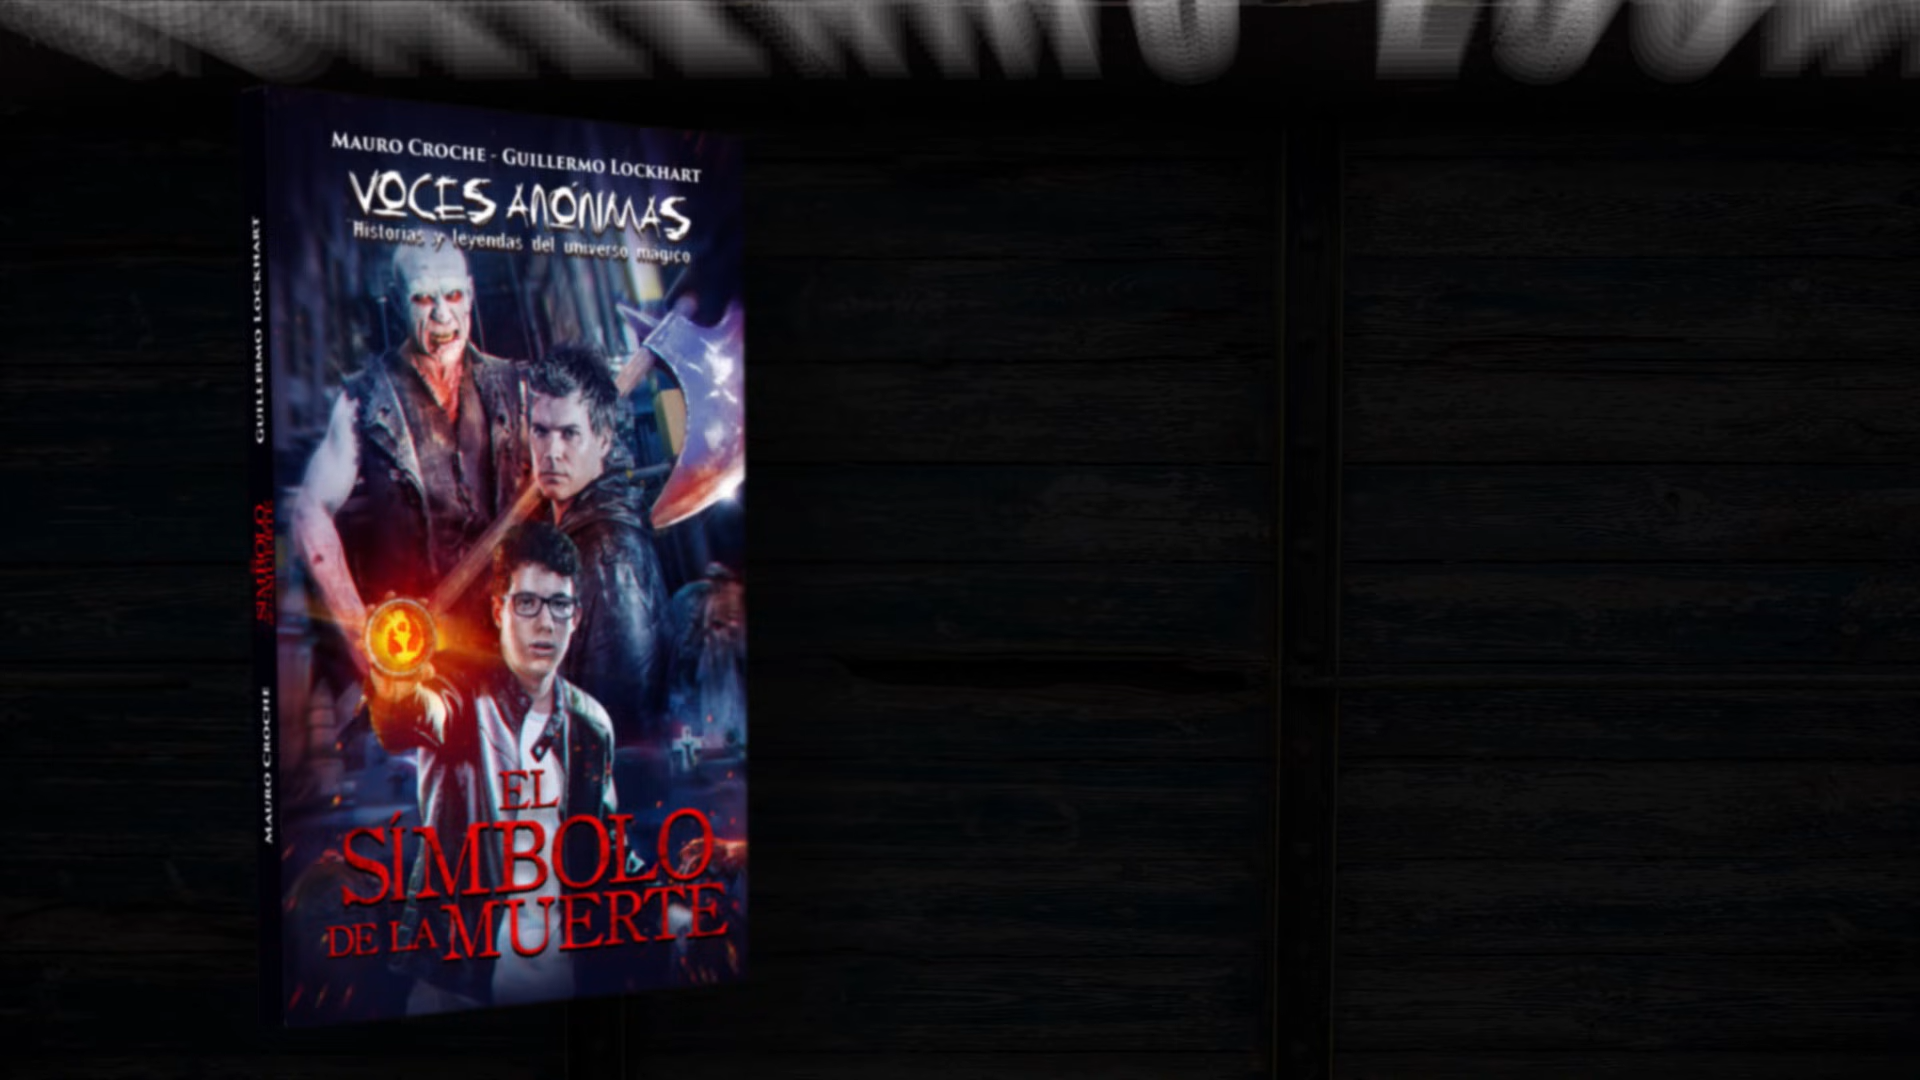 MAURO CROCHE - GUILLERMO LOCKHART
VOCES ANÓNIMAS
Historias y leyendas del universo mágico
EL
SÍMBOLO
DE LA MUERTE
GUILLERMO LOCKHART
SÍMBOLO
MAURO CROCHE